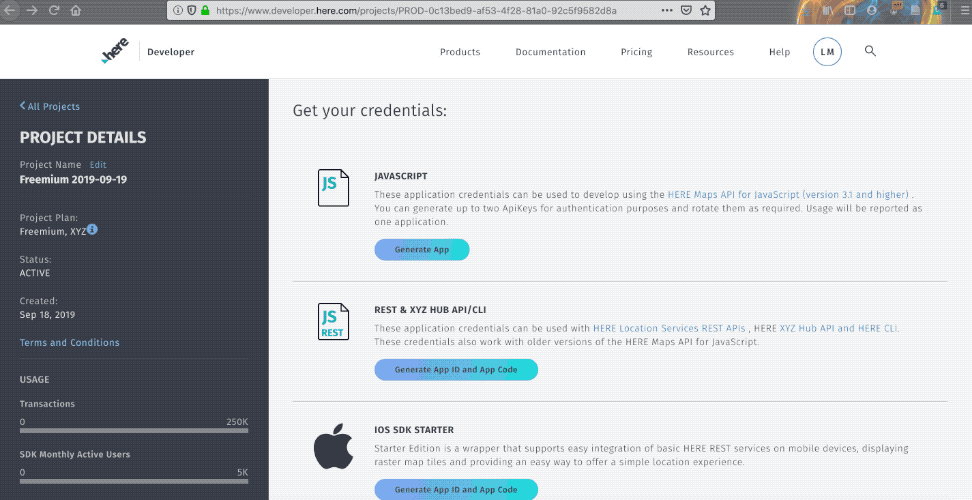 https://www.developer.here.com/projects/PROD-0c13bed9-af53-4f28-81a0-92c5f9582d8a
6
here Developer
Products Documentation Pricing Resources Help LM
All Projects
PROJECT DETAILS
Project Name Edit
Freemium 2019-09-19
Project Plan:
Freemium, XYZ
Status:
ACTIVE
Created:
Sep 18, 2019
Terms and Conditions
USAGE
Transactions
0 250K
SDK Monthly Active Users
0 5K
Get your credentials:
JS
JAVASCRIPT
These application credentials can be used to develop using the HERE Maps API for JavaScript (version 3.1 and higher) .
You can generate up to two ApiKeys for authentication purposes and rotate them as required. Usage will be reported as
one application.
Generate App
JS
REST
REST & XYZ HUB API/CLI
These application credentials can be used with HERE Location Services REST APIs , HERE XYZ Hub API and HERE CLI.
These credentials also work with older versions of the HERE Maps API for JavaScript.
Generate App ID and App Code
IOS SDK STARTER
Starter Edition is a wrapper that supports easy integration of basic HERE REST services on mobile devices, displaying
raster map tiles and providing an easy way to offer a simple location experience.
Generate App ID and App Code